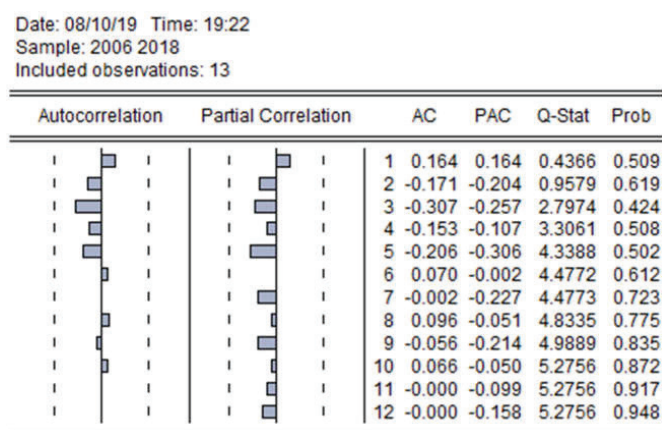 Date: 08/10/19 Time: 19:22
Sample: 2006 2018
Included observations: 13
Autocorrelation Partial Correlation AC PAC Q-Stat Prob
1 0.164 0.164 0.4366 0.509
2 -0.171 -0.204 0.9579 0.619
3 -0.307 -0.257 2.7974 0.424
4 -0.153 -0.107 3.3061 0.508
5 -0.206 -0.306 4.3388 0.502
6 0.070 -0.002 4.4772 0.612
7 -0.002 -0.227 4.4773 0.723
8 0.096 -0.051 4.8335 0.775
9 -0.056 -0.214 4.9889 0.835
10 0.066 -0.050 5.2756 0.872
11 -0.000 -0.099 5.2756 0.917
12 -0.000 -0.158 5.2756 0.948